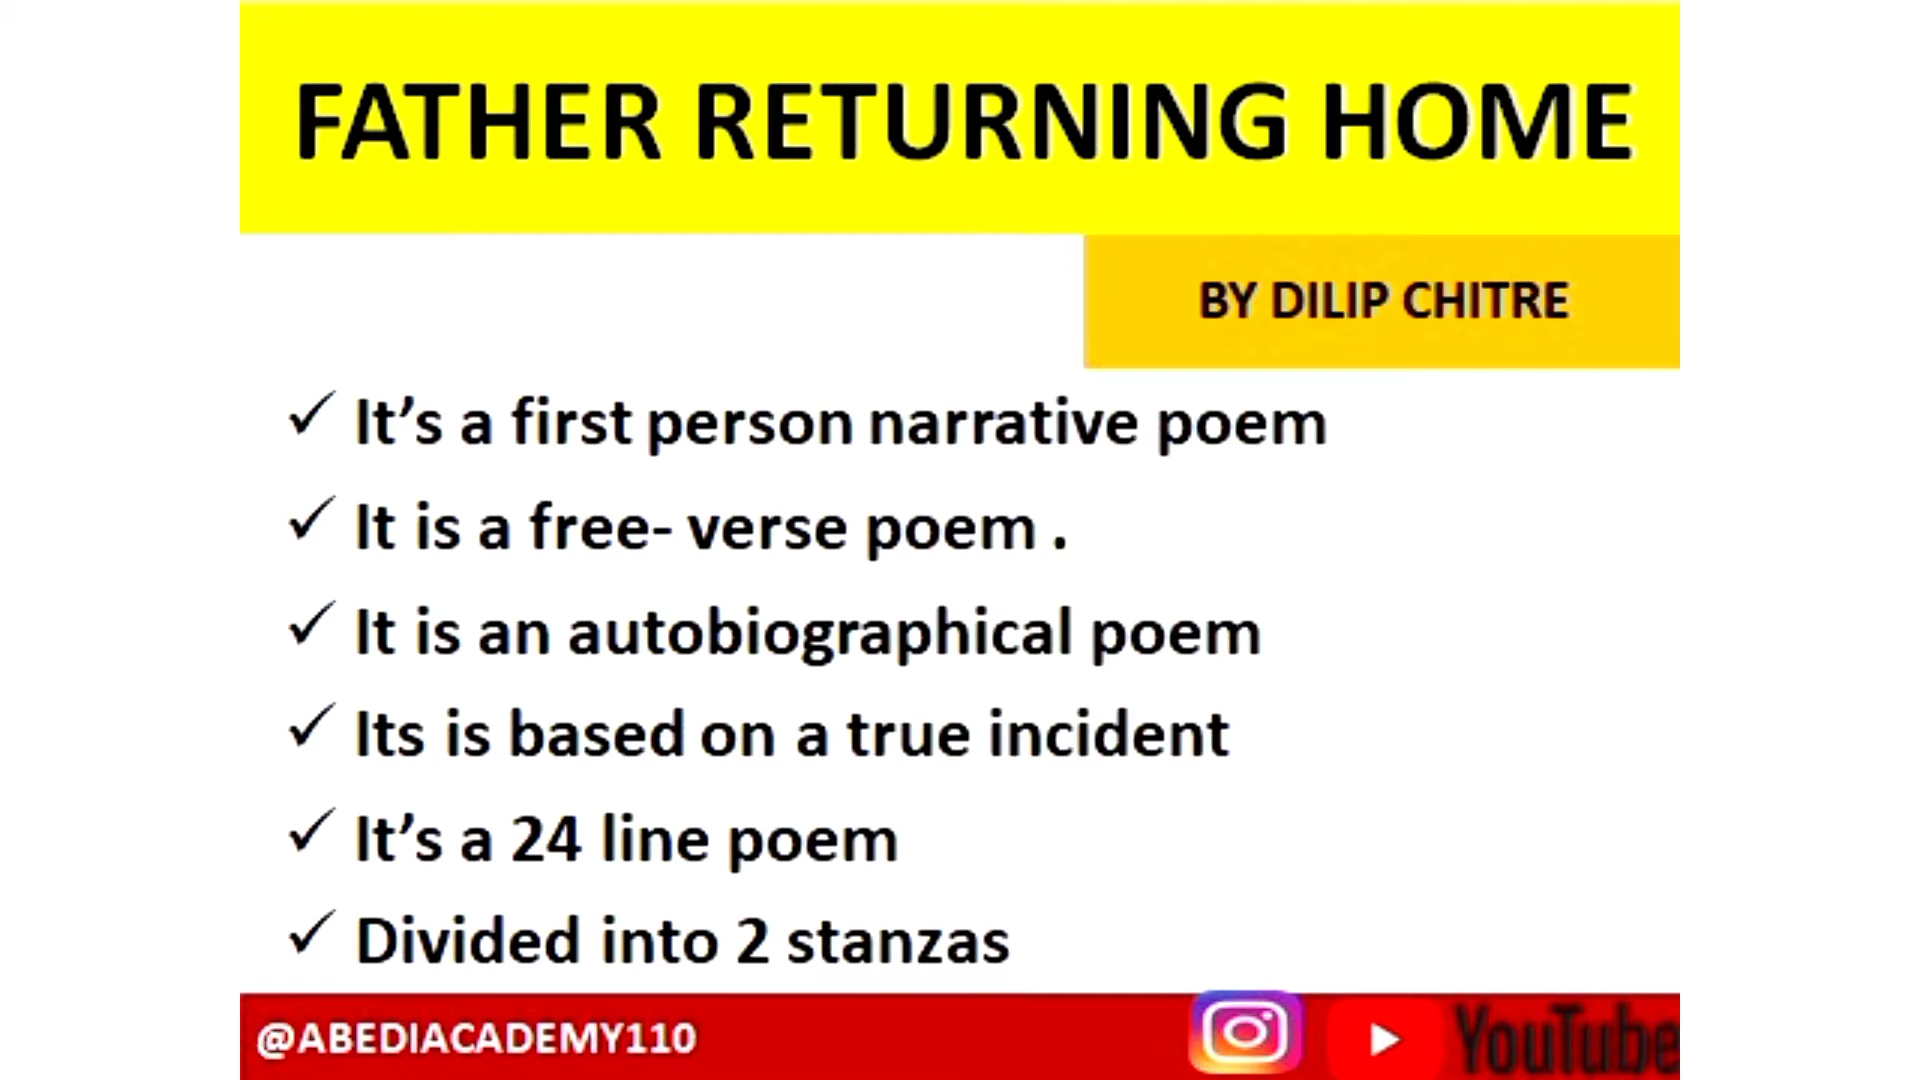 FATHER RETURNING HOME
BY DILIP CHITRE
✓ It’s a first person narrative poem
✓ It is a free- verse poem .
✓ It is an autobiographical poem
✓ Its is based on a true incident
✓ It’s a 24 line poem
✓ Divided into 2 stanzas
@ABEDIACADEMY110
YouTube